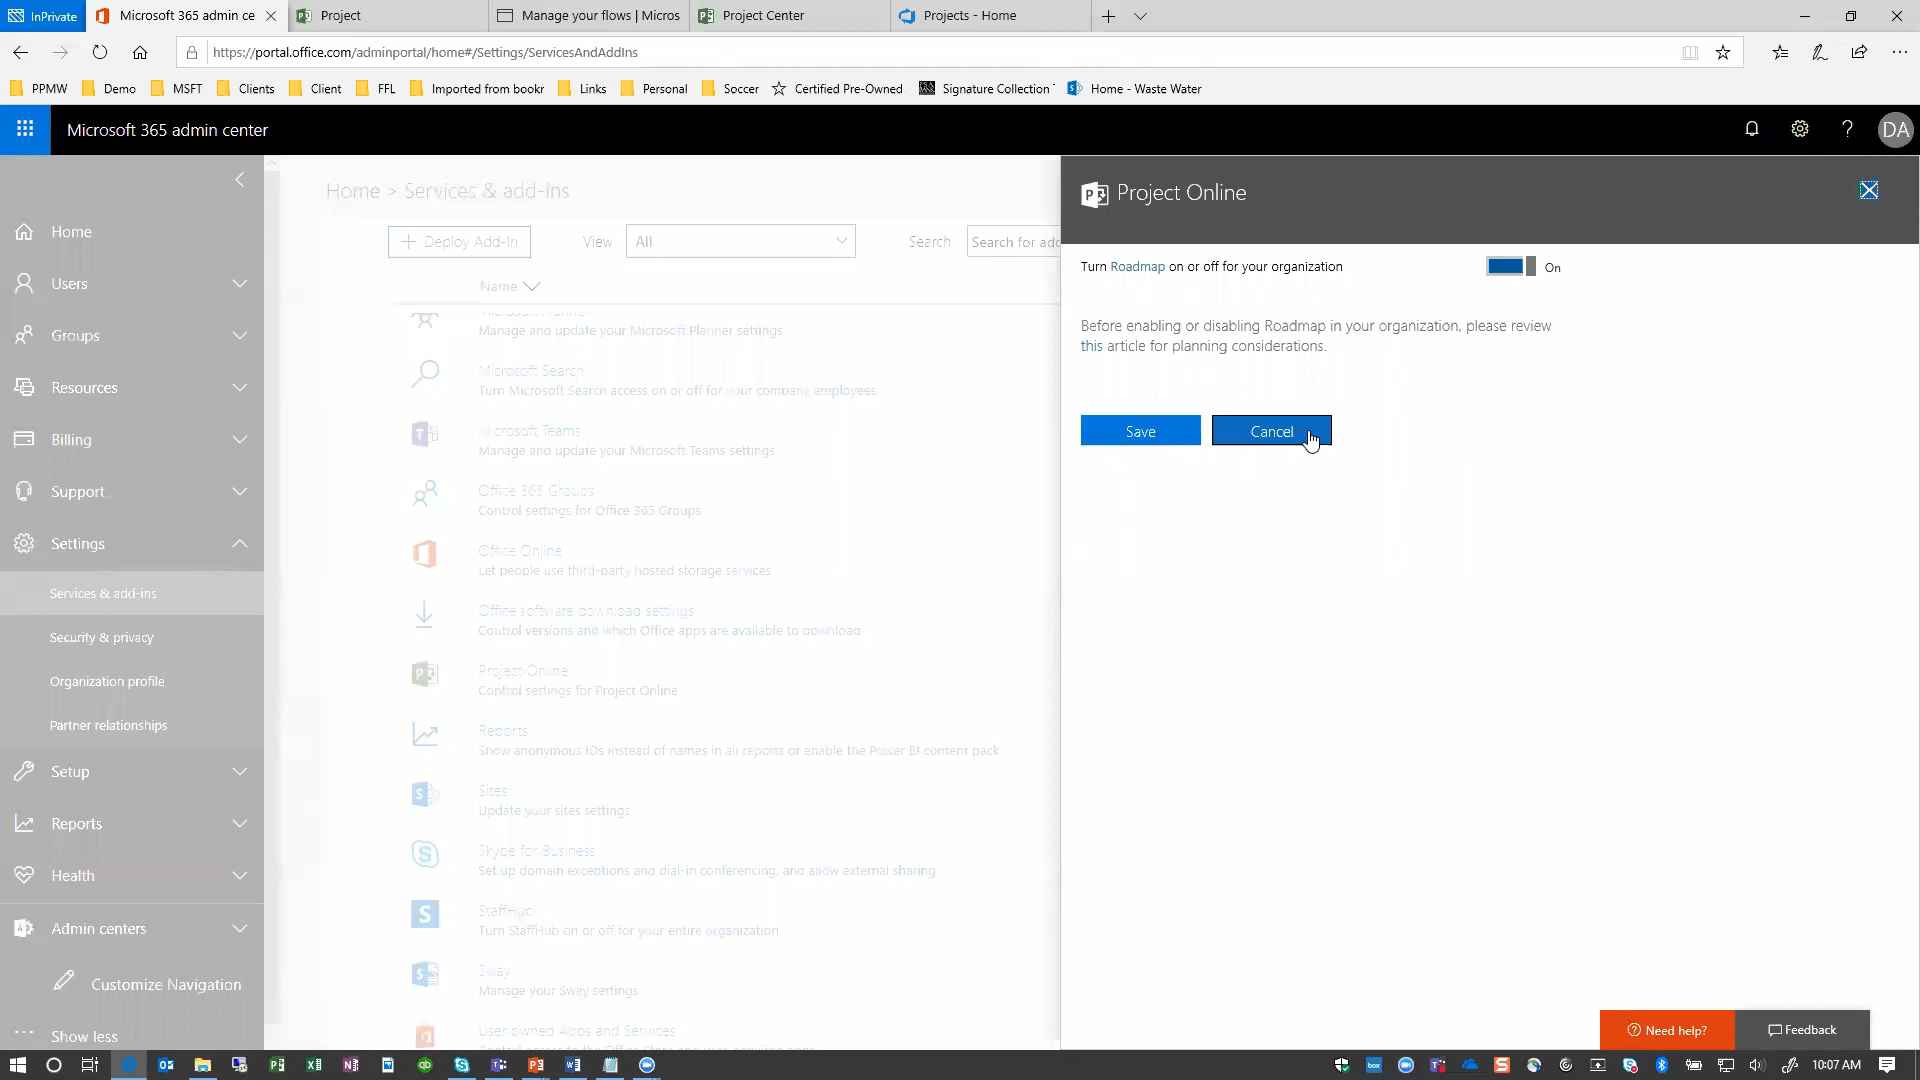 InPrivate
Microsoft 365 admin ce
Project
Manage your flows | Micros
Project Center
Projects - Home
https://portal.office.com/adminportal/home#/Settings/ServicesAndAddIns
PPMW
Demo
MSFT
Clients
Client
FFL
Imported from bookr
Links
Personal
Soccer
Certified Pre-Owned
Signature Collection
Home - Waste Water
Microsoft 365 admin center
DA
Home
Users
Groups
Resources
Billing
Support
Settings
Services & add-ins
Security & privacy
Organization profile
Partner relationships
Setup
Reports
Health
Admin centers
Customize Navigation
Show less
Home > Services & add-ins
Deploy Add-In
View
All
Search
Search for add
Name
Microsoft Planner
Manage and update your Microsoft Planner settings
Microsoft Search
Turn Microsoft Search access on or off for your company employees
Microsoft Teams
Manage and update your Microsoft Teams settings
Office 365 Groups
Control settings for Office 365 Groups
Office Online
Let people use third-party hosted storage services
Office software download settings
Control versions and which Office apps are available to download
Project Online
Control settings for Project Online
Reports
Show anonymous IDs instead of names in all reports or enable the Power BI content pack
Sites
Update your sites settings
Skype for Business
Set up domain exceptions and dial-in conferencing, and allow external sharing
StaffHub
Turn StaffHub on or off for your entire organization
Sway
Manage your Sway settings
User owned Apps and Services
Project Online
Turn Roadmap on or off for your organization
On
Before enabling or disabling Roadmap in your organization, please review
this article for planning considerations.
Save
Cancel
Need help?
Feedback
10:07 AM